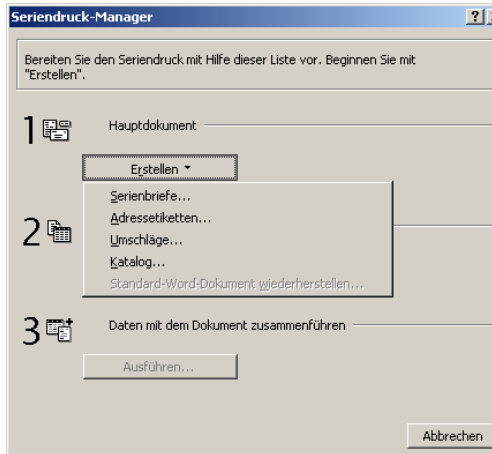 Seriendruck-Manager
Bereiten Sie den Seriendruck mit Hilfe dieser Liste vor. Beginnen Sie mit
"Erstellen".
1
Hauptdokument
Erstellen
Serienbriefe...
Adressetiketten...
2
Umschläge...
Katalog...
Standard-Word-Dokument wiederherstellen...
3
Daten mit dem Dokument zusammenführen
Ausführen...
Abbrechen